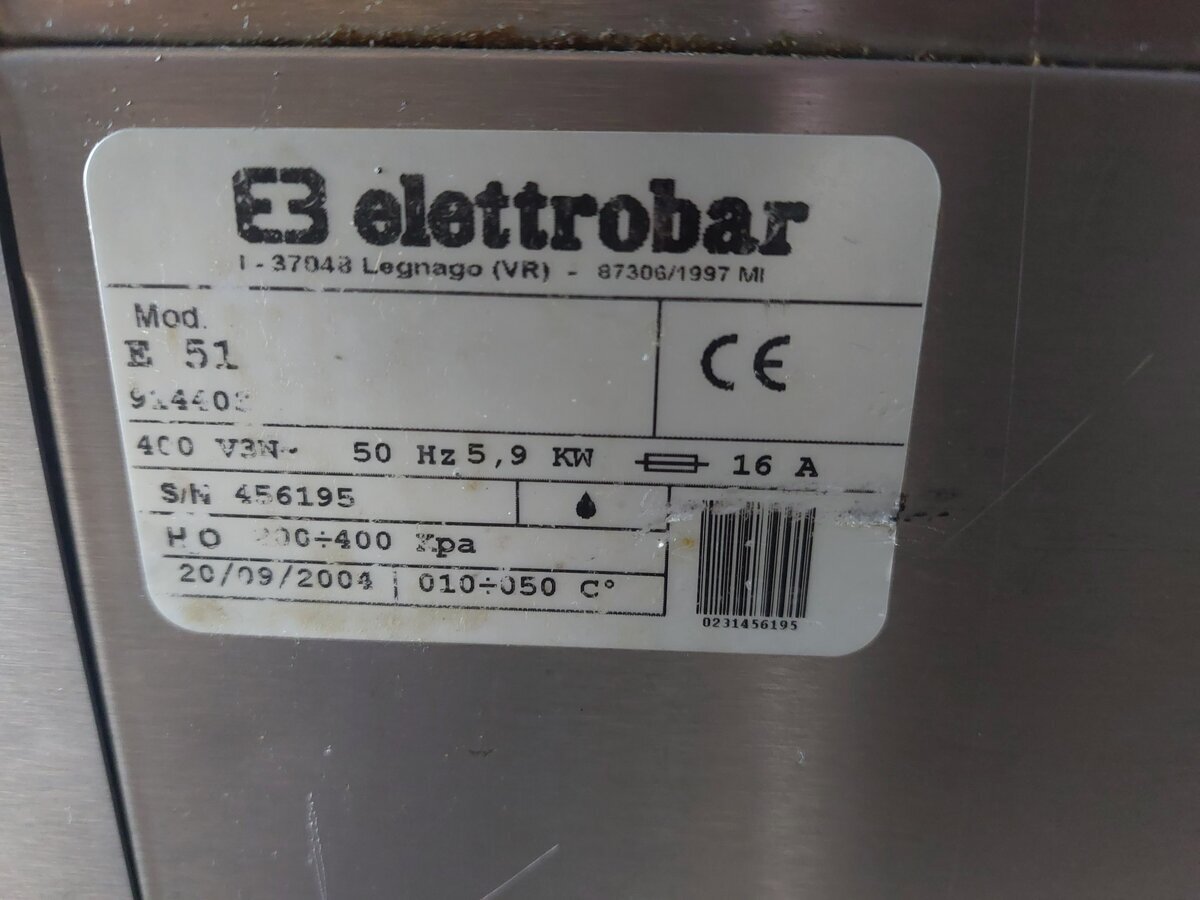 EB elettrobar
I - 37048 Legnago (VR) - 87306/1997 MI
Mod.
E 51
CE
400 V3N~ 50 Hz 5,9 KW 16 A
S/N 456195
H O 200÷400 Kpa
20/09/2004 010÷050 C°
0231456195